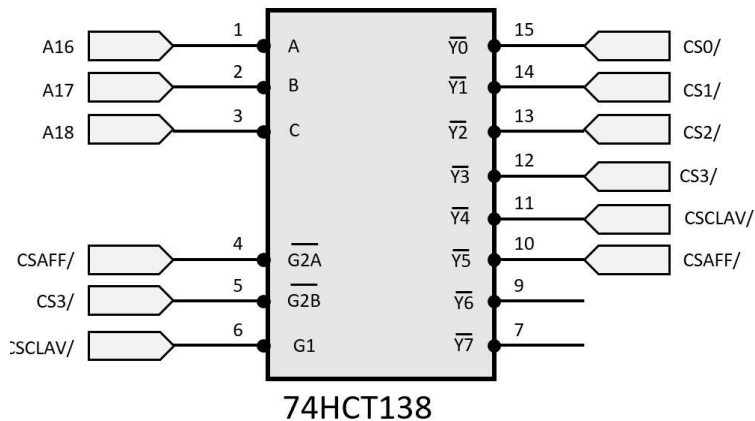 A16 1 A Y0 15 CS0/
A17 2 B Y1 14 CS1/
A18 3 C Y2 13 CS2/
Y3 12 CS3/
Y4 11 CSCLAV/
CSAFF/ 4 G2A Y5 10 CSAFF/
CS3/ 5 G2B Y6 9
CSCLAV/ 6 G1 Y7 7
74HCT138